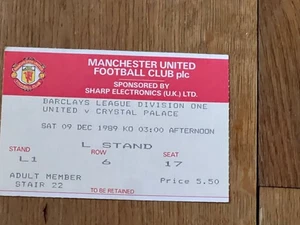 MANCHESTER UNITED
FOOTBALL CLUB plc
SPONSORED BY
SHARP ELECTRONICS (U.K.) LTD.
BARCLAYS LEAGUE DIVISION ONE
UNITED v CRYSTAL PALACE
SAT 09 DEC 1989 KO 03:00 AFTERNOON
L STAND
STAND ROW SEAT
L1 6 17
ADULT MEMBER
STAIR 22 Price 5.50
TO BE RETAINED